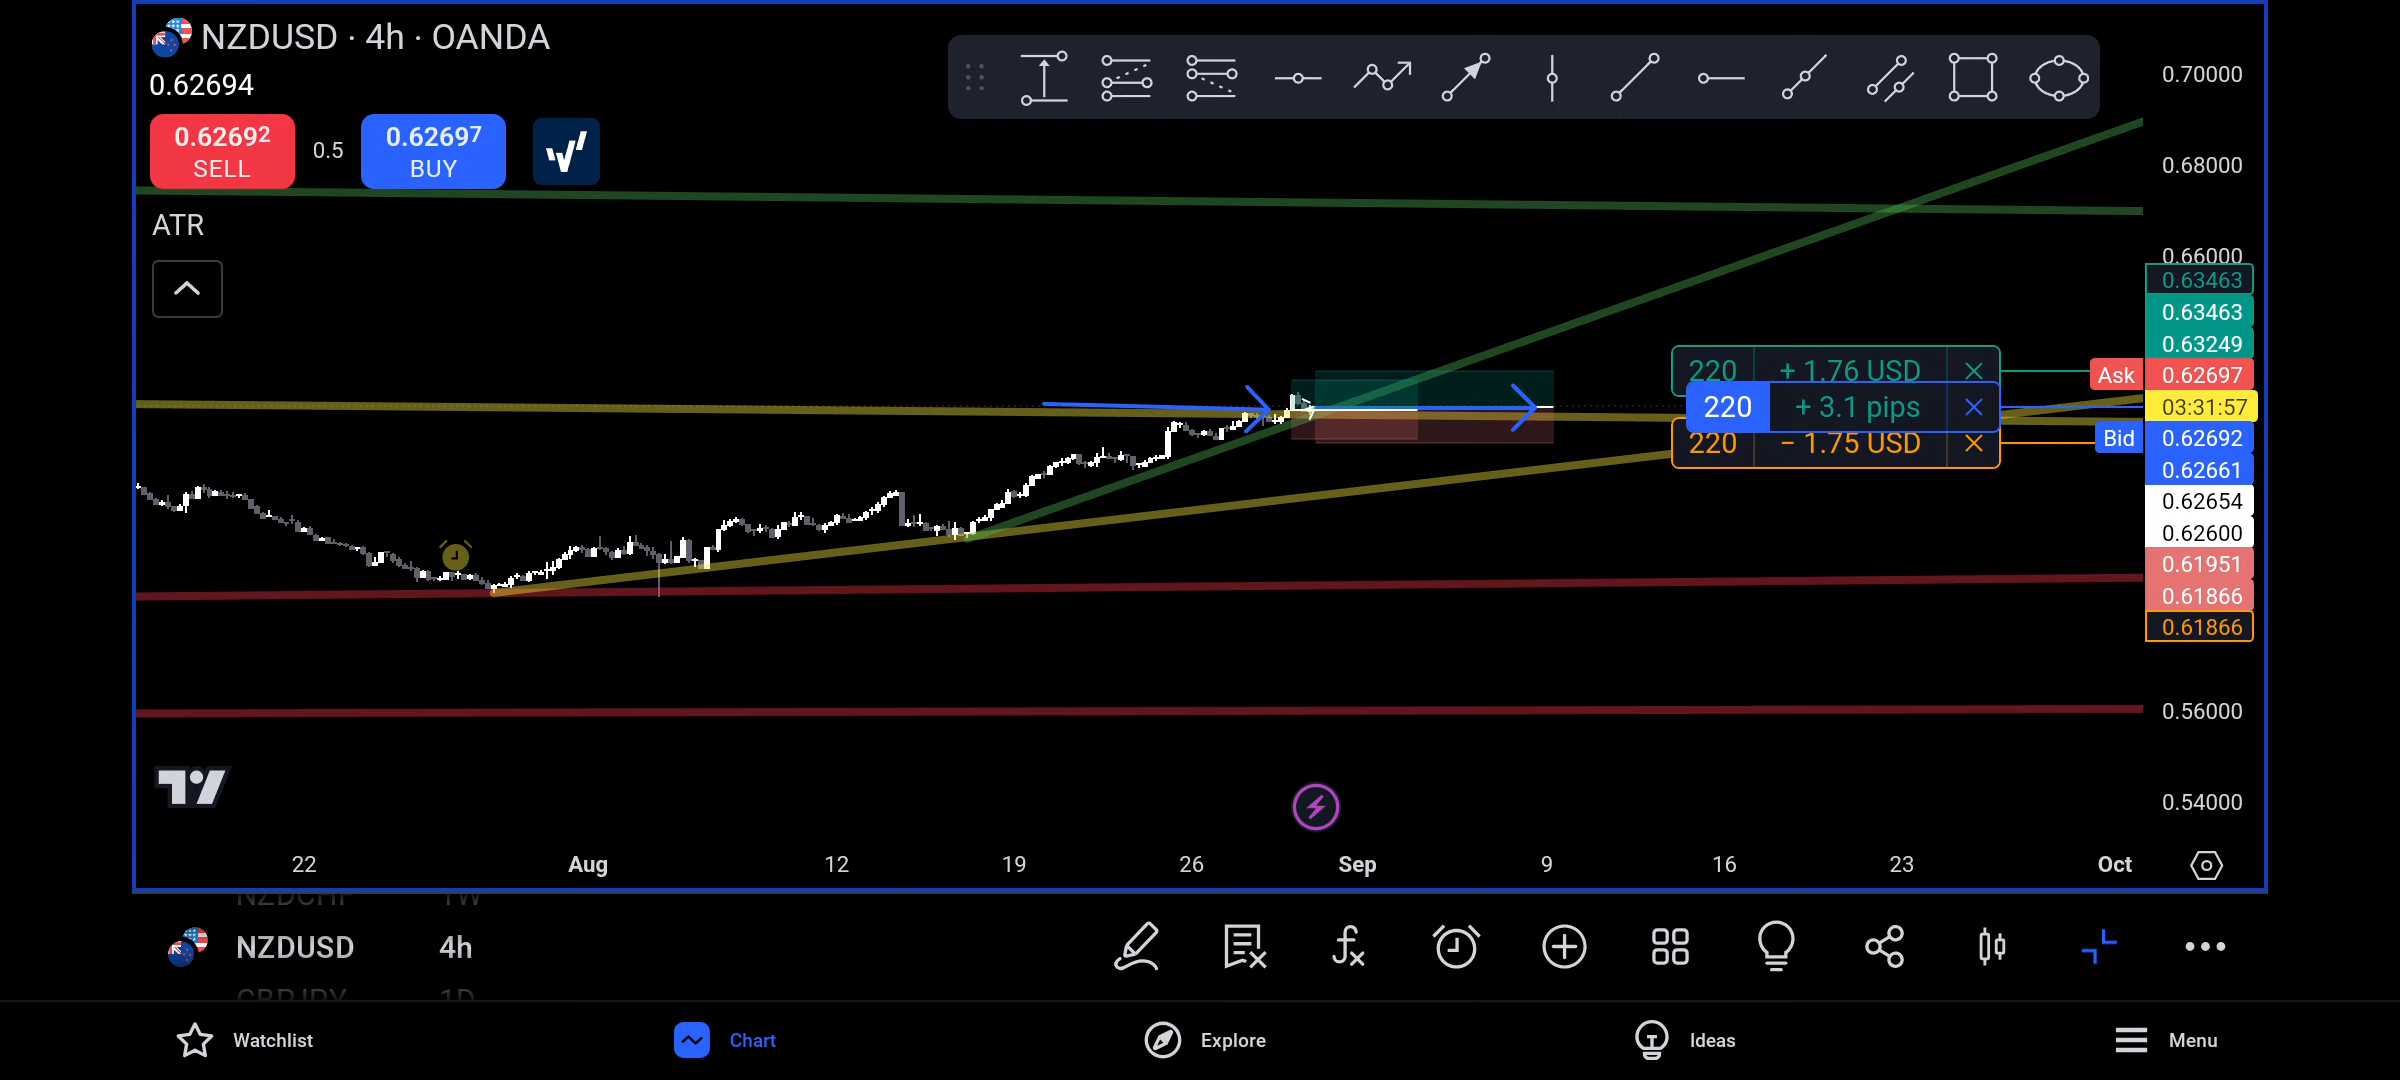 NZDUSD · 4h · OANDA
0.62694
0.62692
SELL
0.5
0.62697
BUY
ATR
0.70000
0.68000
0.66000
0.63463
0.63463
0.63249
Ask 0.62697
03:31:57
Bid 0.62692
0.62661
0.62654
0.62600
0.61951
0.61866
0.61866
0.56000
0.54000
220 + 1.76 USD
220 + 3.1 pips
220 − 1.75 USD
22 Aug 12 19 26 Sep 9 16 23 Oct
NZDCHF 1W
NZDUSD 4h
GBPJPY 1D
Watchlist
Chart
Explore
Ideas
Menu